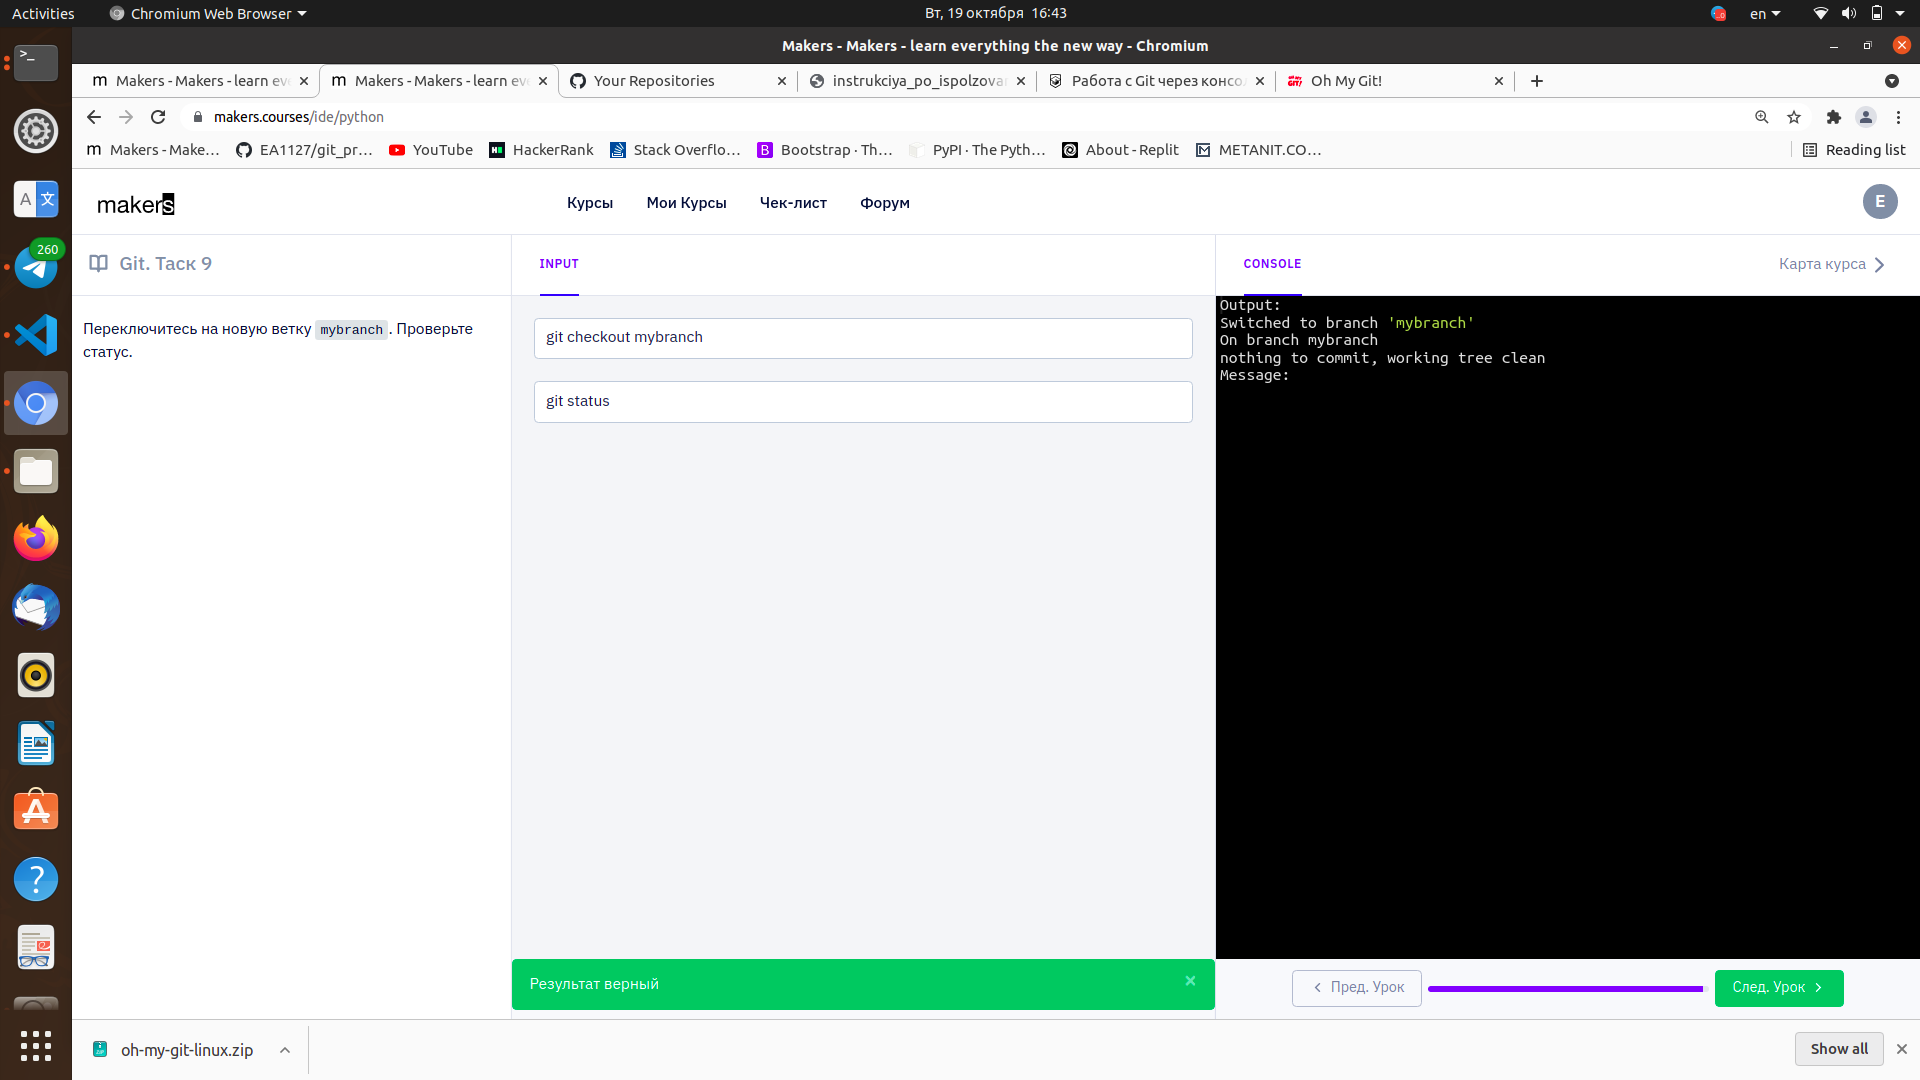 Activities
Chromium Web Browser
Вт, 19 октября 16:43
en
Makers - Makers - learn everything the new way - Chromium
Makers - Makers - learn eve
Makers - Makers - learn eve
Your Repositories
instrukciya_po_ispolzova
Работа с Git через консо
Oh My Git!
makers.courses/ide/python
Makers - Make…
EA1127/git_pr…
YouTube
HackerRank
Stack Overflo…
Bootstrap · Th…
PyPI · The Pyth…
About - Replit
METANIT.CO…
Reading list
makers
Курсы
Мои Курсы
Чек-лист
Форум
E
260
Git. Таск 9
INPUT
CONSOLE
Карта курса
Переключитесь на новую ветку mybranch. Проверьте
статус.
git checkout mybranch
git status
Output:
Switched to branch 'mybranch'
On branch mybranch
nothing to commit, working tree clean
Message:
Результат верный
Пред. Урок
След. Урок
oh-my-git-linux.zip
Show all